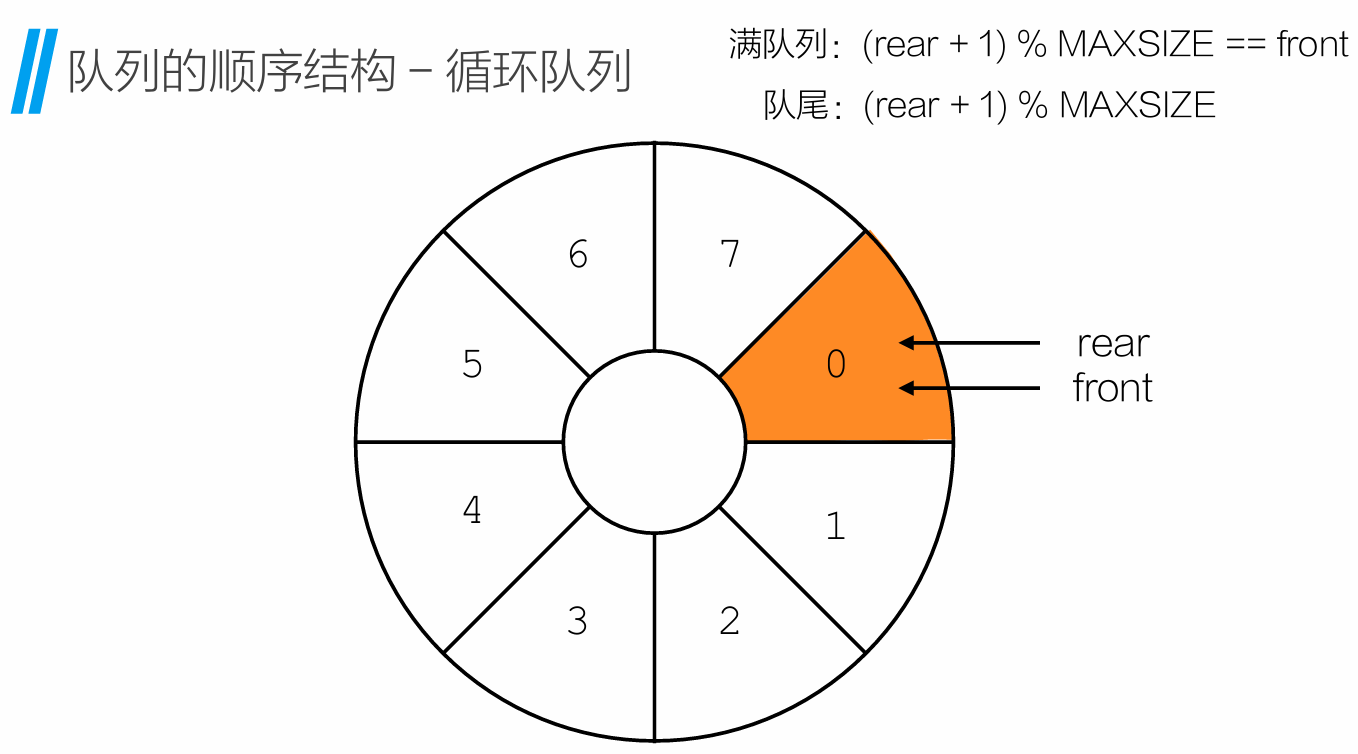 队列的顺序结构 – 循环队列
满队列：(rear + 1) % MAXSIZE == front
队尾：(rear + 1) % MAXSIZE
6
7
5
0
rear
front
4
1
3
2